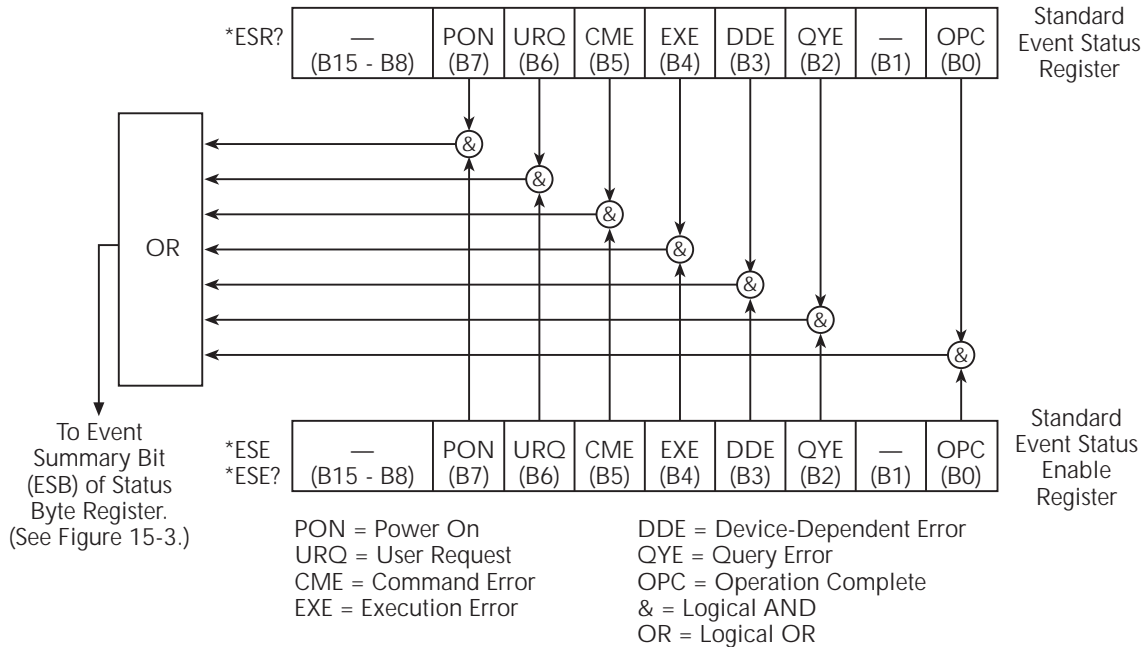 *ESR?
—
(B15 - B8)
PON
(B7)
URQ
(B6)
CME
(B5)
EXE
(B4)
DDE
(B3)
QYE
(B2)
—
(B1)
OPC
(B0)
Standard
Event Status
Register
&
&
&
&
&
&
&
OR
To Event
Summary Bit
(ESB) of Status
Byte Register.
(See Figure 15-3.)
*ESE
*ESE?
—
(B15 - B8)
PON
(B7)
URQ
(B6)
CME
(B5)
EXE
(B4)
DDE
(B3)
QYE
(B2)
—
(B1)
OPC
(B0)
Standard
Event Status
Enable
Register
PON = Power On
URQ = User Request
CME = Command Error
EXE = Execution Error
DDE = Device-Dependent Error
QYE = Query Error
OPC = Operation Complete
& = Logical AND
OR = Logical OR